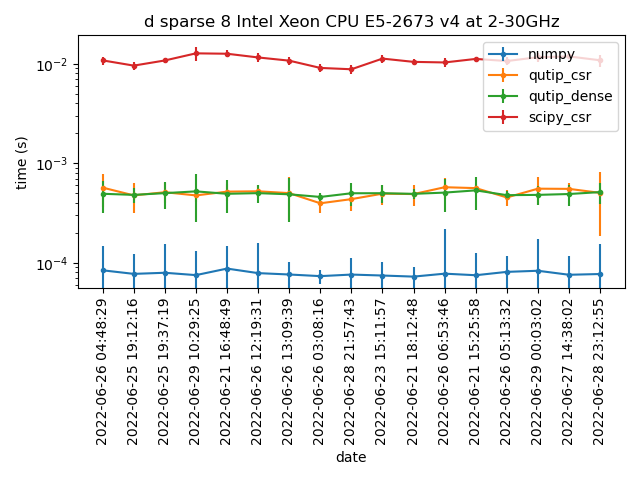 d sparse 8 Intel Xeon CPU E5-2673 v4 at 2-30GHz
numpy
qutip_csr
qutip_dense
scipy_csr
time (s)
10⁻²
10⁻³
10⁻⁴
2022-06-26 04:48:29
2022-06-25 19:12:16
2022-06-25 19:37:19
2022-06-29 10:29:25
2022-06-21 16:48:49
2022-06-26 12:19:31
2022-06-26 13:09:39
2022-06-26 03:08:16
2022-06-28 21:57:43
2022-06-23 15:11:57
2022-06-21 18:12:48
2022-06-26 06:53:46
2022-06-21 15:25:58
2022-06-26 05:13:32
2022-06-29 00:03:02
2022-06-27 14:38:02
2022-06-28 23:12:55
date